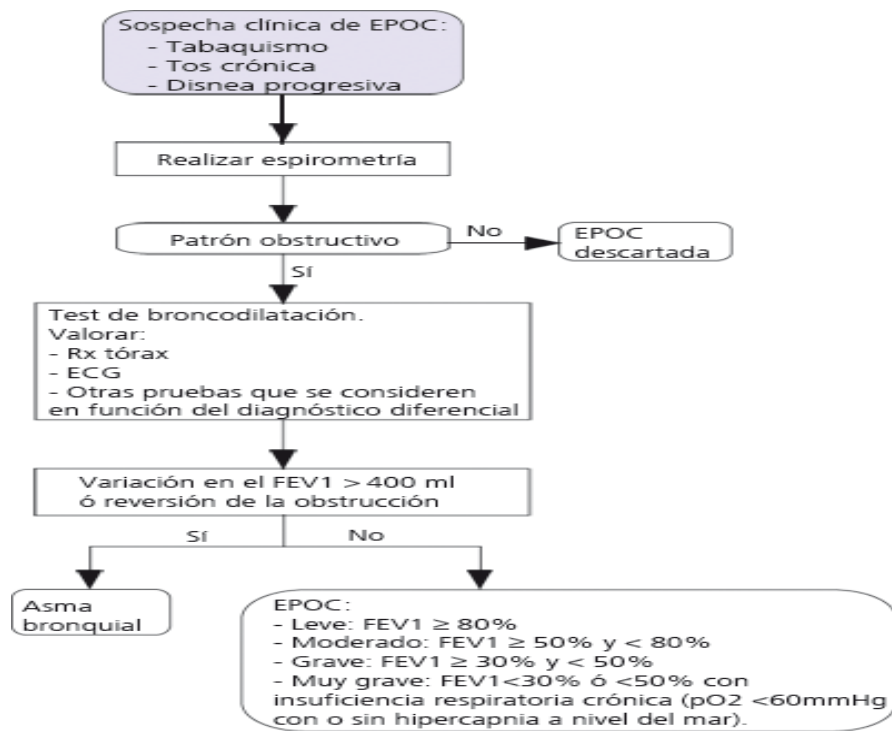 Sospecha clínica de EPOC:
- Tabaquismo
- Tos crónica
- Disnea progresiva
Realizar espirometría
Patrón obstructivo
No
EPOC
descartada
Sí
Test de broncodilatación.
Valorar:
- Rx tórax
- ECG
- Otras pruebas que se consideren
en función del diagnóstico diferencial
Variación en el FEV1 > 400 ml
ó reversión de la obstrucción
Sí
No
Asma
bronquial
EPOC:
- Leve: FEV1 ≥ 80%
- Moderado: FEV1 ≥ 50% y < 80%
- Grave: FEV1 ≥ 30% y < 50%
- Muy grave: FEV1<30% ó <50% con
insuficiencia respiratoria crónica (pO2 <60mmHg
con o sin hipercapnia a nivel del mar).